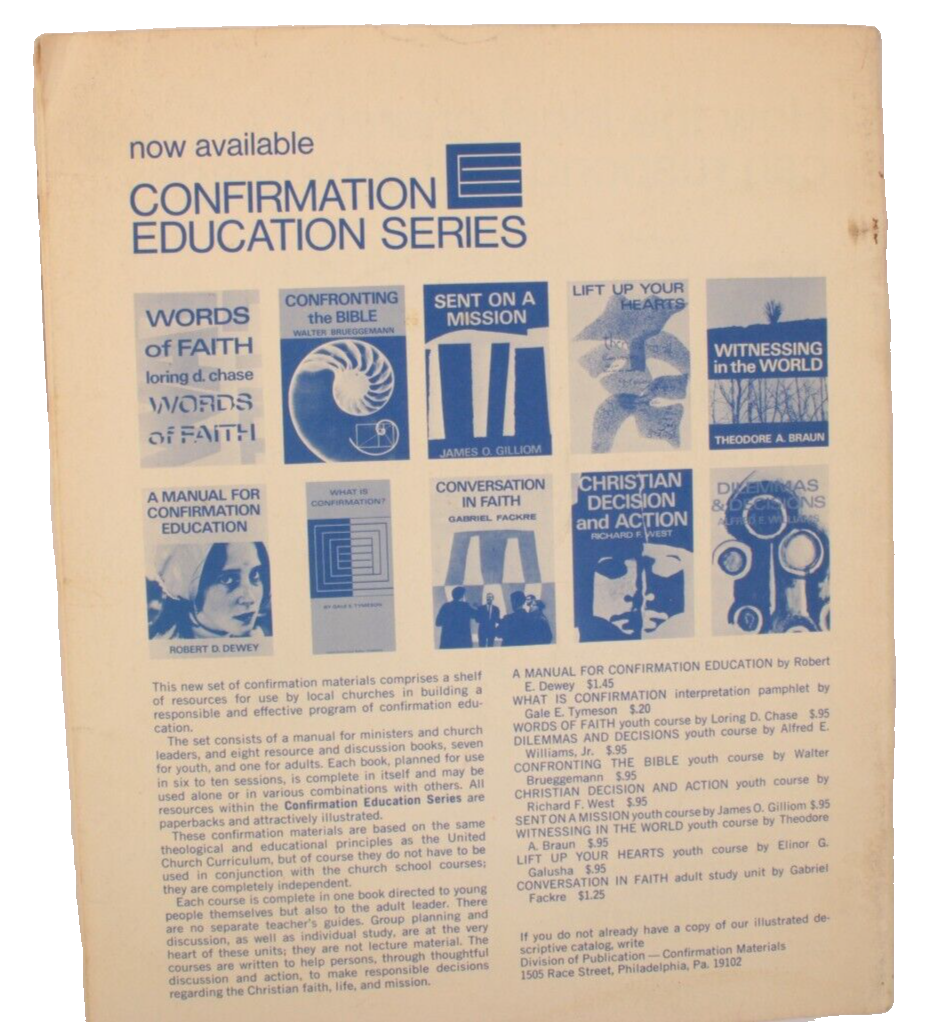 now available
CONFIRMATION
EDUCATION SERIES
WORDS
of FAITH
loring d. chase
WORDS
of FAITH
CONFRONTING
the BIBLE
WALTER BRUEGGEMANN
SENT ON A
MISSION
JAMES O. GILLIOM
LIFT UP YOUR
HEARTS
WITNESSING
in the WORLD
THEODORE A. BRAUN
A MANUAL FOR
CONFIRMATION
EDUCATION
ROBERT D. DEWEY
WHAT IS
CONFIRMATION?
BY GALE E. TYMESON
CONVERSATION
IN FAITH
GABRIEL FACKRE
CHRISTIAN
DECISION
and ACTION
RICHARD F. WEST
DILEMMAS
& DECISIONS
ALFRED E. WILLIAMS
This new set of confirmation materials comprises a shelf
of resources for use by local churches in building a
responsible and effective program of confirmation edu-
cation.
The set consists of a manual for ministers and church
leaders, and eight resource and discussion books, seven
for youth, and one for adults. Each book, planned for use
in six to ten sessions, is complete in itself and may be
used alone or in various combinations with others. All
resources within the Confirmation Education Series are
paperbacks and attractively illustrated.
These confirmation materials are based on the same
theological and educational principles as the United
Church Curriculum, but of course they do not have to be
used in conjunction with the church school courses;
they are completely independent.
Each course is complete in one book directed to young
people themselves but also to the adult leader. There
are no separate teacher's guides. Group planning and
discussion, as well as individual study, are at the very
heart of these units; they are not lecture material. The
courses are written to help persons, through thoughtful
discussion and action, to make responsible decisions
regarding the Christian faith, life, and mission.
A MANUAL FOR CONFIRMATION EDUCATION by Robert
E. Dewey $1.45
WHAT IS CONFIRMATION interpretation pamphlet by
Gale E. Tymeson $.20
WORDS OF FAITH youth course by Loring D. Chase $.95
DILEMMAS AND DECISIONS youth course by Alfred E.
Williams, Jr. $.95
CONFRONTING THE BIBLE youth course by Walter
Brueggemann $.95
CHRISTIAN DECISION AND ACTION youth course by
Richard F. West $.95
SENT ON A MISSION youth course by James O. Gilliom $.95
WITNESSING IN THE WORLD youth course by Theodore
A. Braun $.95
LIFT UP YOUR HEARTS youth course by Elinor G.
Galusha $.95
CONVERSATION IN FAITH adult study unit by Gabriel
Fackre $1.25
If you do not already have a copy of our illustrated de-
scriptive catalog, write
Division of Publication — Confirmation Materials
1505 Race Street, Philadelphia, Pa. 19102